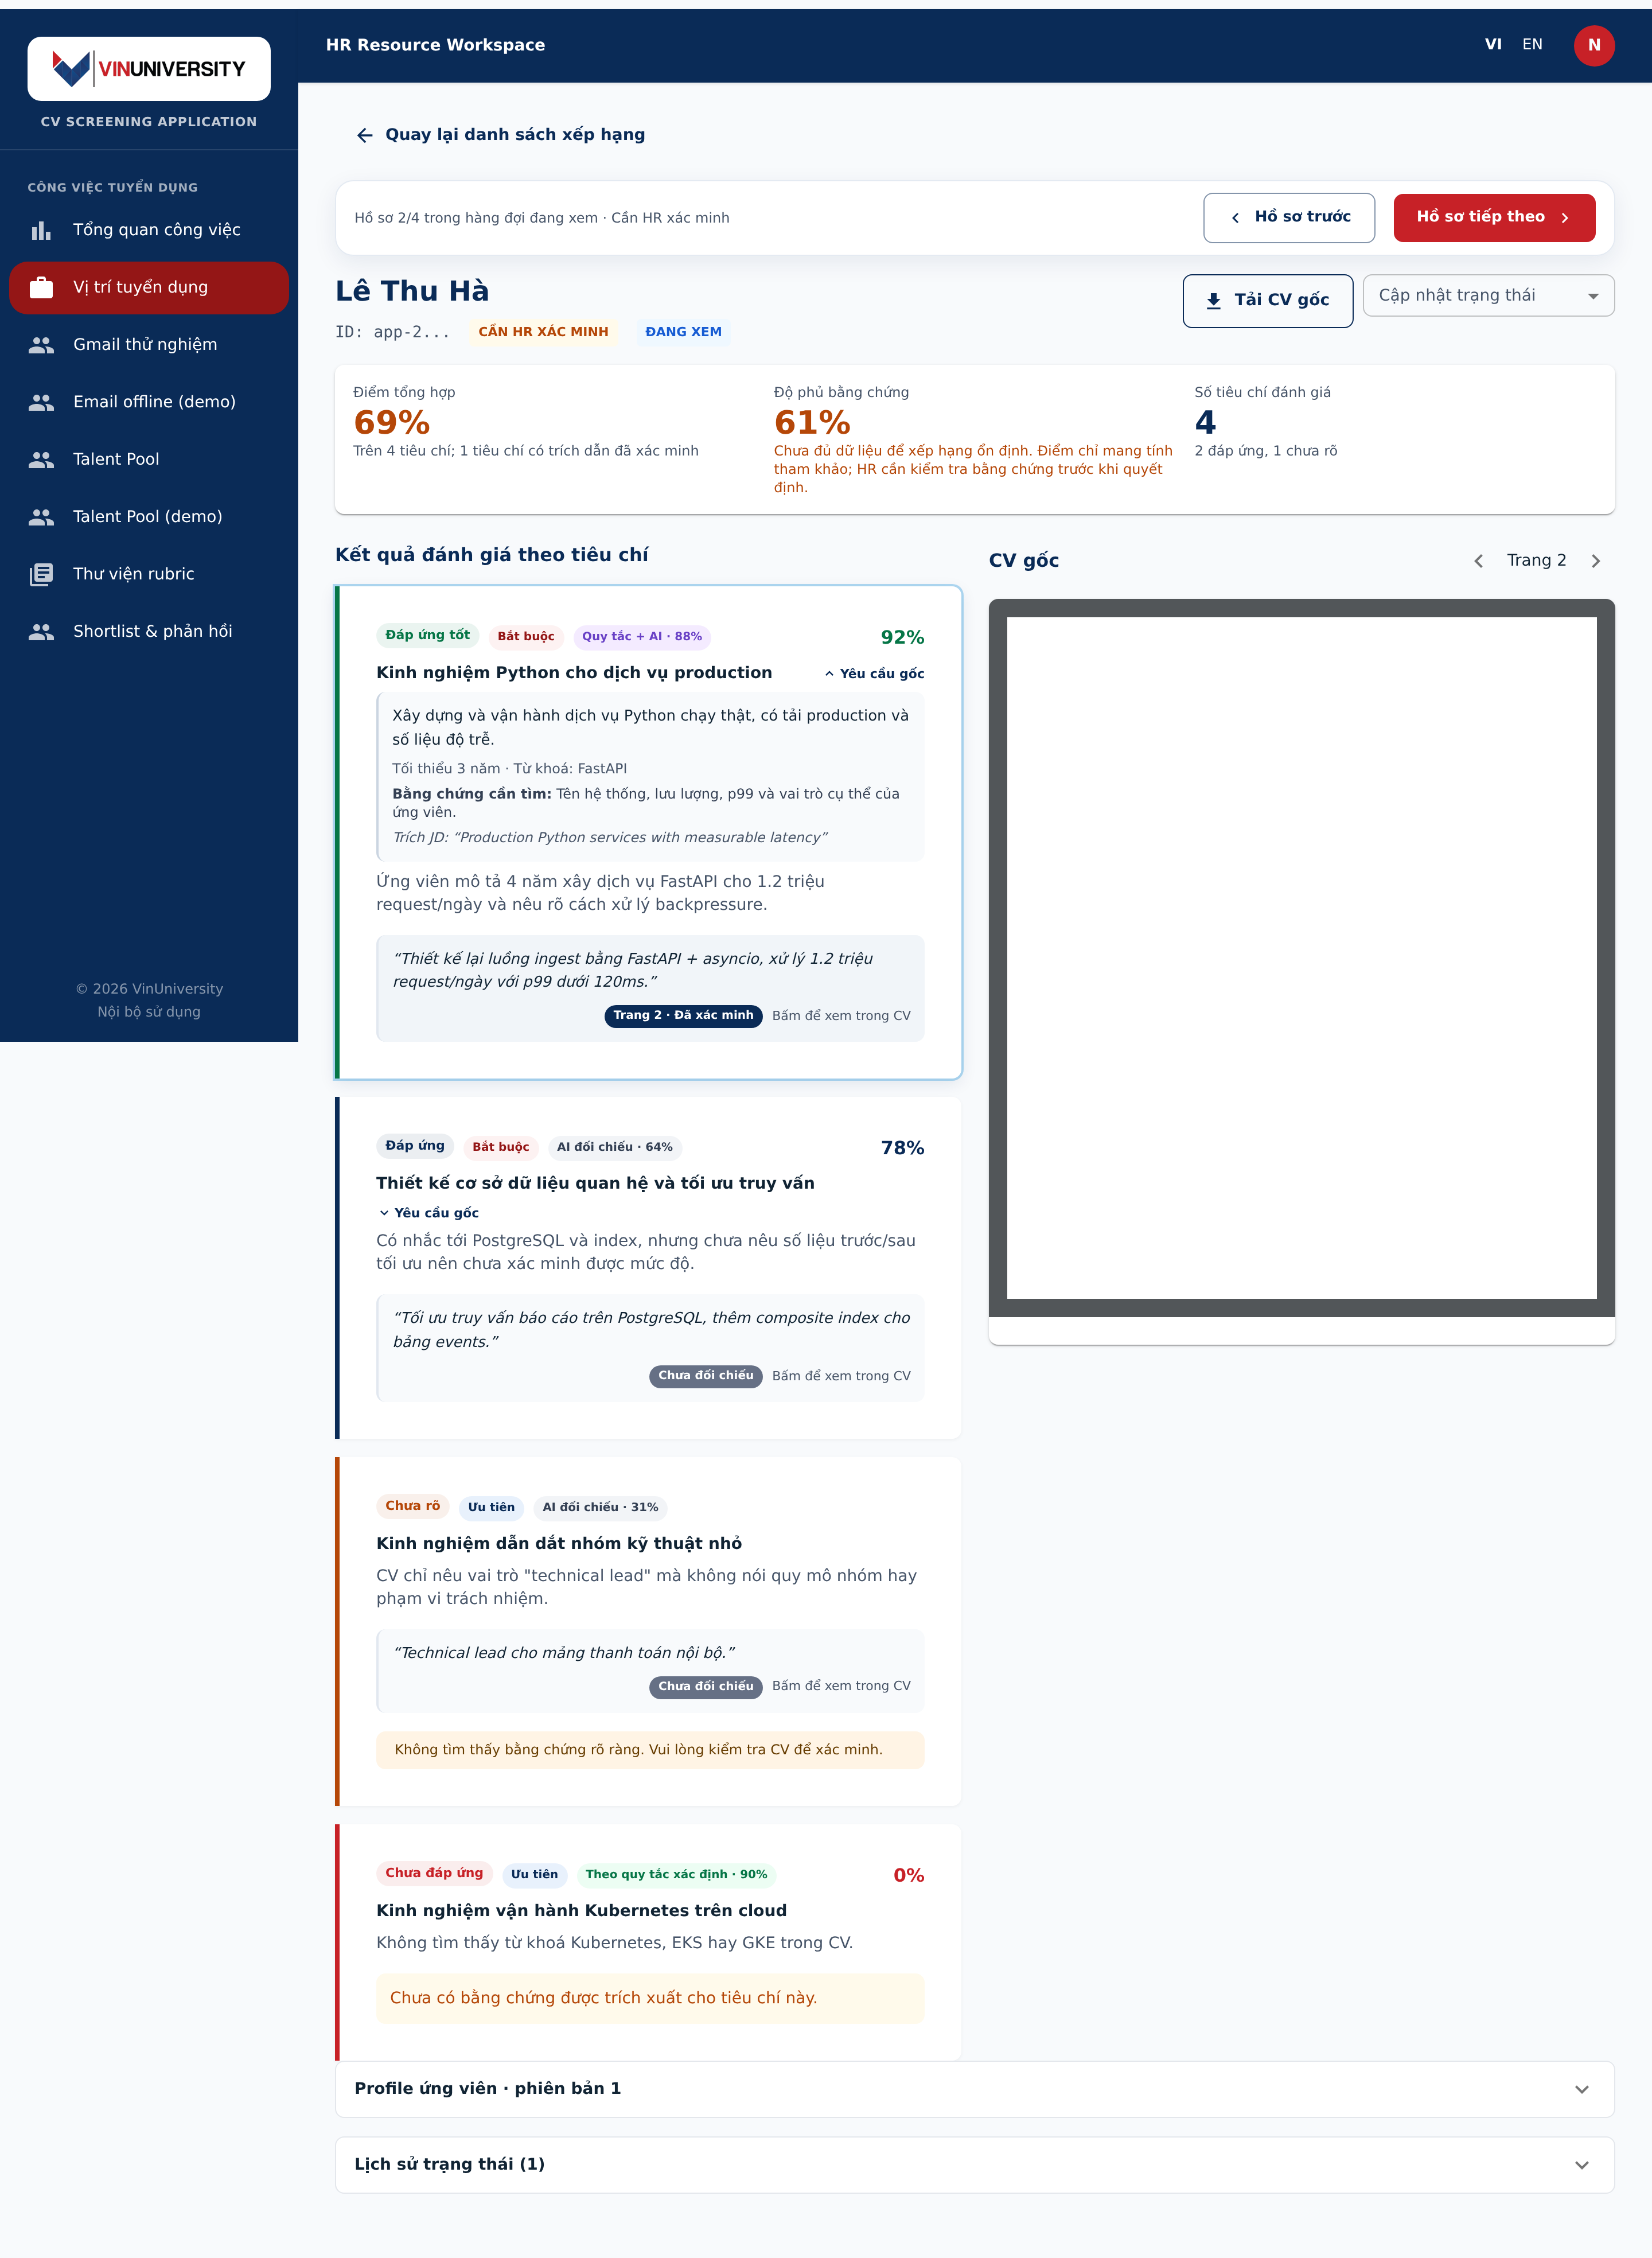 VINUNIVERSITY
CV SCREENING APPLICATION
CÔNG VIỆC TUYỂN DỤNG
Tổng quan công việc
Vị trí tuyển dụng
Gmail thử nghiệm
Email offline (demo)
Talent Pool
Talent Pool (demo)
Thư viện rubric
Shortlist & phản hồi
© 2026 VinUniversity
Nội bộ sử dụng
HR Resource Workspace
VI EN N
Quay lại danh sách xếp hạng
Hồ sơ 2/4 trong hàng đợi đang xem · Cần HR xác minh
Hồ sơ trước
Hồ sơ tiếp theo
Lê Thu Hà
ID: app-2... CẦN HR XÁC MINH ĐANG XEM
Tải CV gốc
Cập nhật trạng thái
Điểm tổng hợp
69%
Trên 4 tiêu chí; 1 tiêu chí có trích dẫn đã xác minh
Độ phủ bằng chứng
61%
Chưa đủ dữ liệu để xếp hạng ổn định. Điểm chỉ mang tính
tham khảo; HR cần kiểm tra bằng chứng trước khi quyết
định.
Số tiêu chí đánh giá
4
2 đáp ứng, 1 chưa rõ
Kết quả đánh giá theo tiêu chí
Đáp ứng tốt Bắt buộc Quy tắc + AI · 88% 92%
Kinh nghiệm Python cho dịch vụ production Yêu cầu gốc
Xây dựng và vận hành dịch vụ Python chạy thật, có tải production và
số liệu độ trễ.
Tối thiểu 3 năm · Từ khoá: FastAPI
Bằng chứng cần tìm: Tên hệ thống, lưu lượng, p99 và vai trò cụ thể của
ứng viên.
Trích JD: “Production Python services with measurable latency”
Ứng viên mô tả 4 năm xây dịch vụ FastAPI cho 1.2 triệu
request/ngày và nêu rõ cách xử lý backpressure.
“Thiết kế lại luồng ingest bằng FastAPI + asyncio, xử lý 1.2 triệu
request/ngày với p99 dưới 120ms.”
Trang 2 · Đã xác minh Bấm để xem trong CV
Đáp ứng Bắt buộc AI đối chiếu · 64% 78%
Thiết kế cơ sở dữ liệu quan hệ và tối ưu truy vấn
Yêu cầu gốc
Có nhắc tới PostgreSQL và index, nhưng chưa nêu số liệu trước/sau
tối ưu nên chưa xác minh được mức độ.
“Tối ưu truy vấn báo cáo trên PostgreSQL, thêm composite index cho
bảng events.”
Chưa đối chiếu Bấm để xem trong CV
Chưa rõ Ưu tiên AI đối chiếu · 31%
Kinh nghiệm dẫn dắt nhóm kỹ thuật nhỏ
CV chỉ nêu vai trò "technical lead" mà không nói quy mô nhóm hay
phạm vi trách nhiệm.
“Technical lead cho mảng thanh toán nội bộ.”
Chưa đối chiếu Bấm để xem trong CV
Không tìm thấy bằng chứng rõ ràng. Vui lòng kiểm tra CV để xác minh.
Chưa đáp ứng Ưu tiên Theo quy tắc xác định · 90% 0%
Kinh nghiệm vận hành Kubernetes trên cloud
Không tìm thấy từ khoá Kubernetes, EKS hay GKE trong CV.
Chưa có bằng chứng được trích xuất cho tiêu chí này.
CV gốc
Trang 2
Profile ứng viên · phiên bản 1
Lịch sử trạng thái (1)